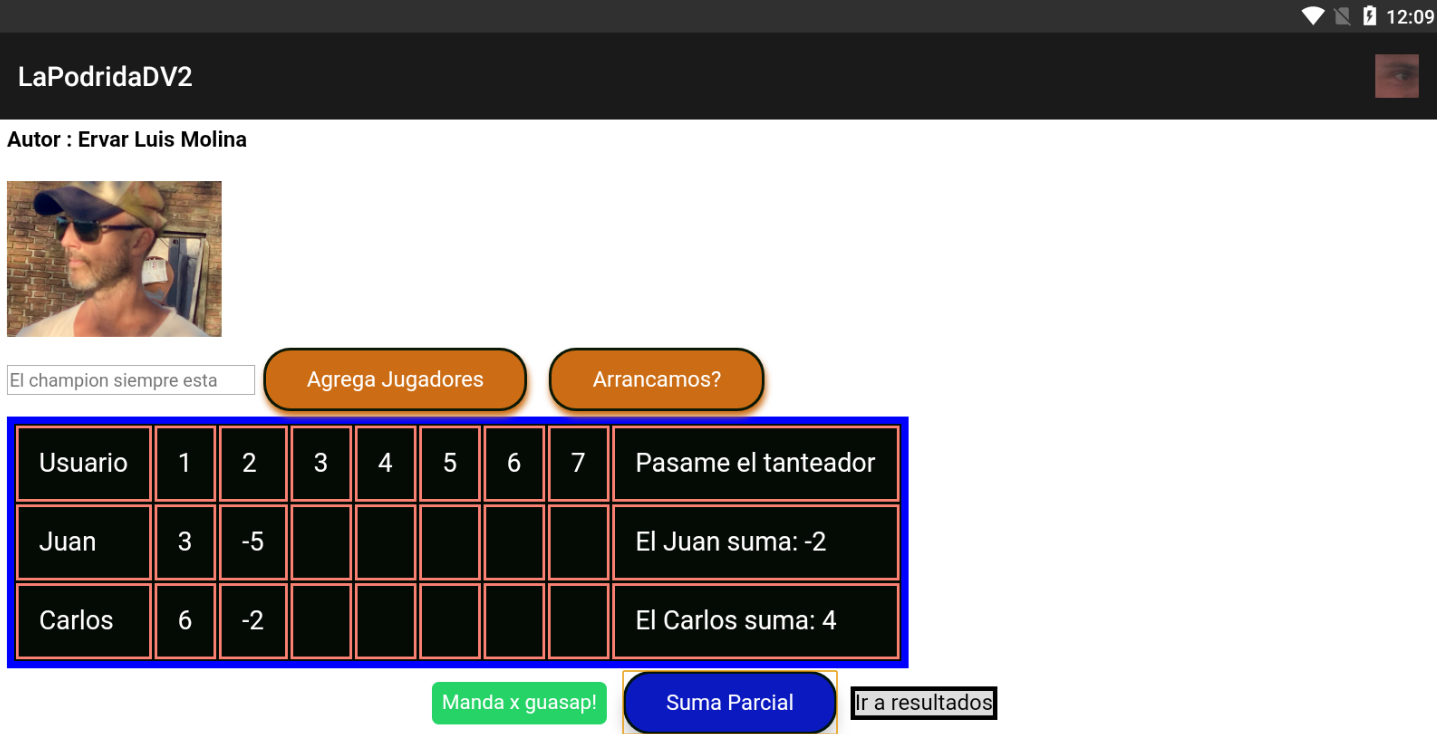 12:09
LaPodridaDV2
Autor : Ervar Luis Molina
El champion siempre esta Agrega Jugadores Arrancamos?
Usuario 1 2 3 4 5 6 7 Pasame el tanteador
Juan 3 -5 El Juan suma: -2
Carlos 6 -2 El Carlos suma: 4
Manda x guasap! Suma Parcial Ir a resultados